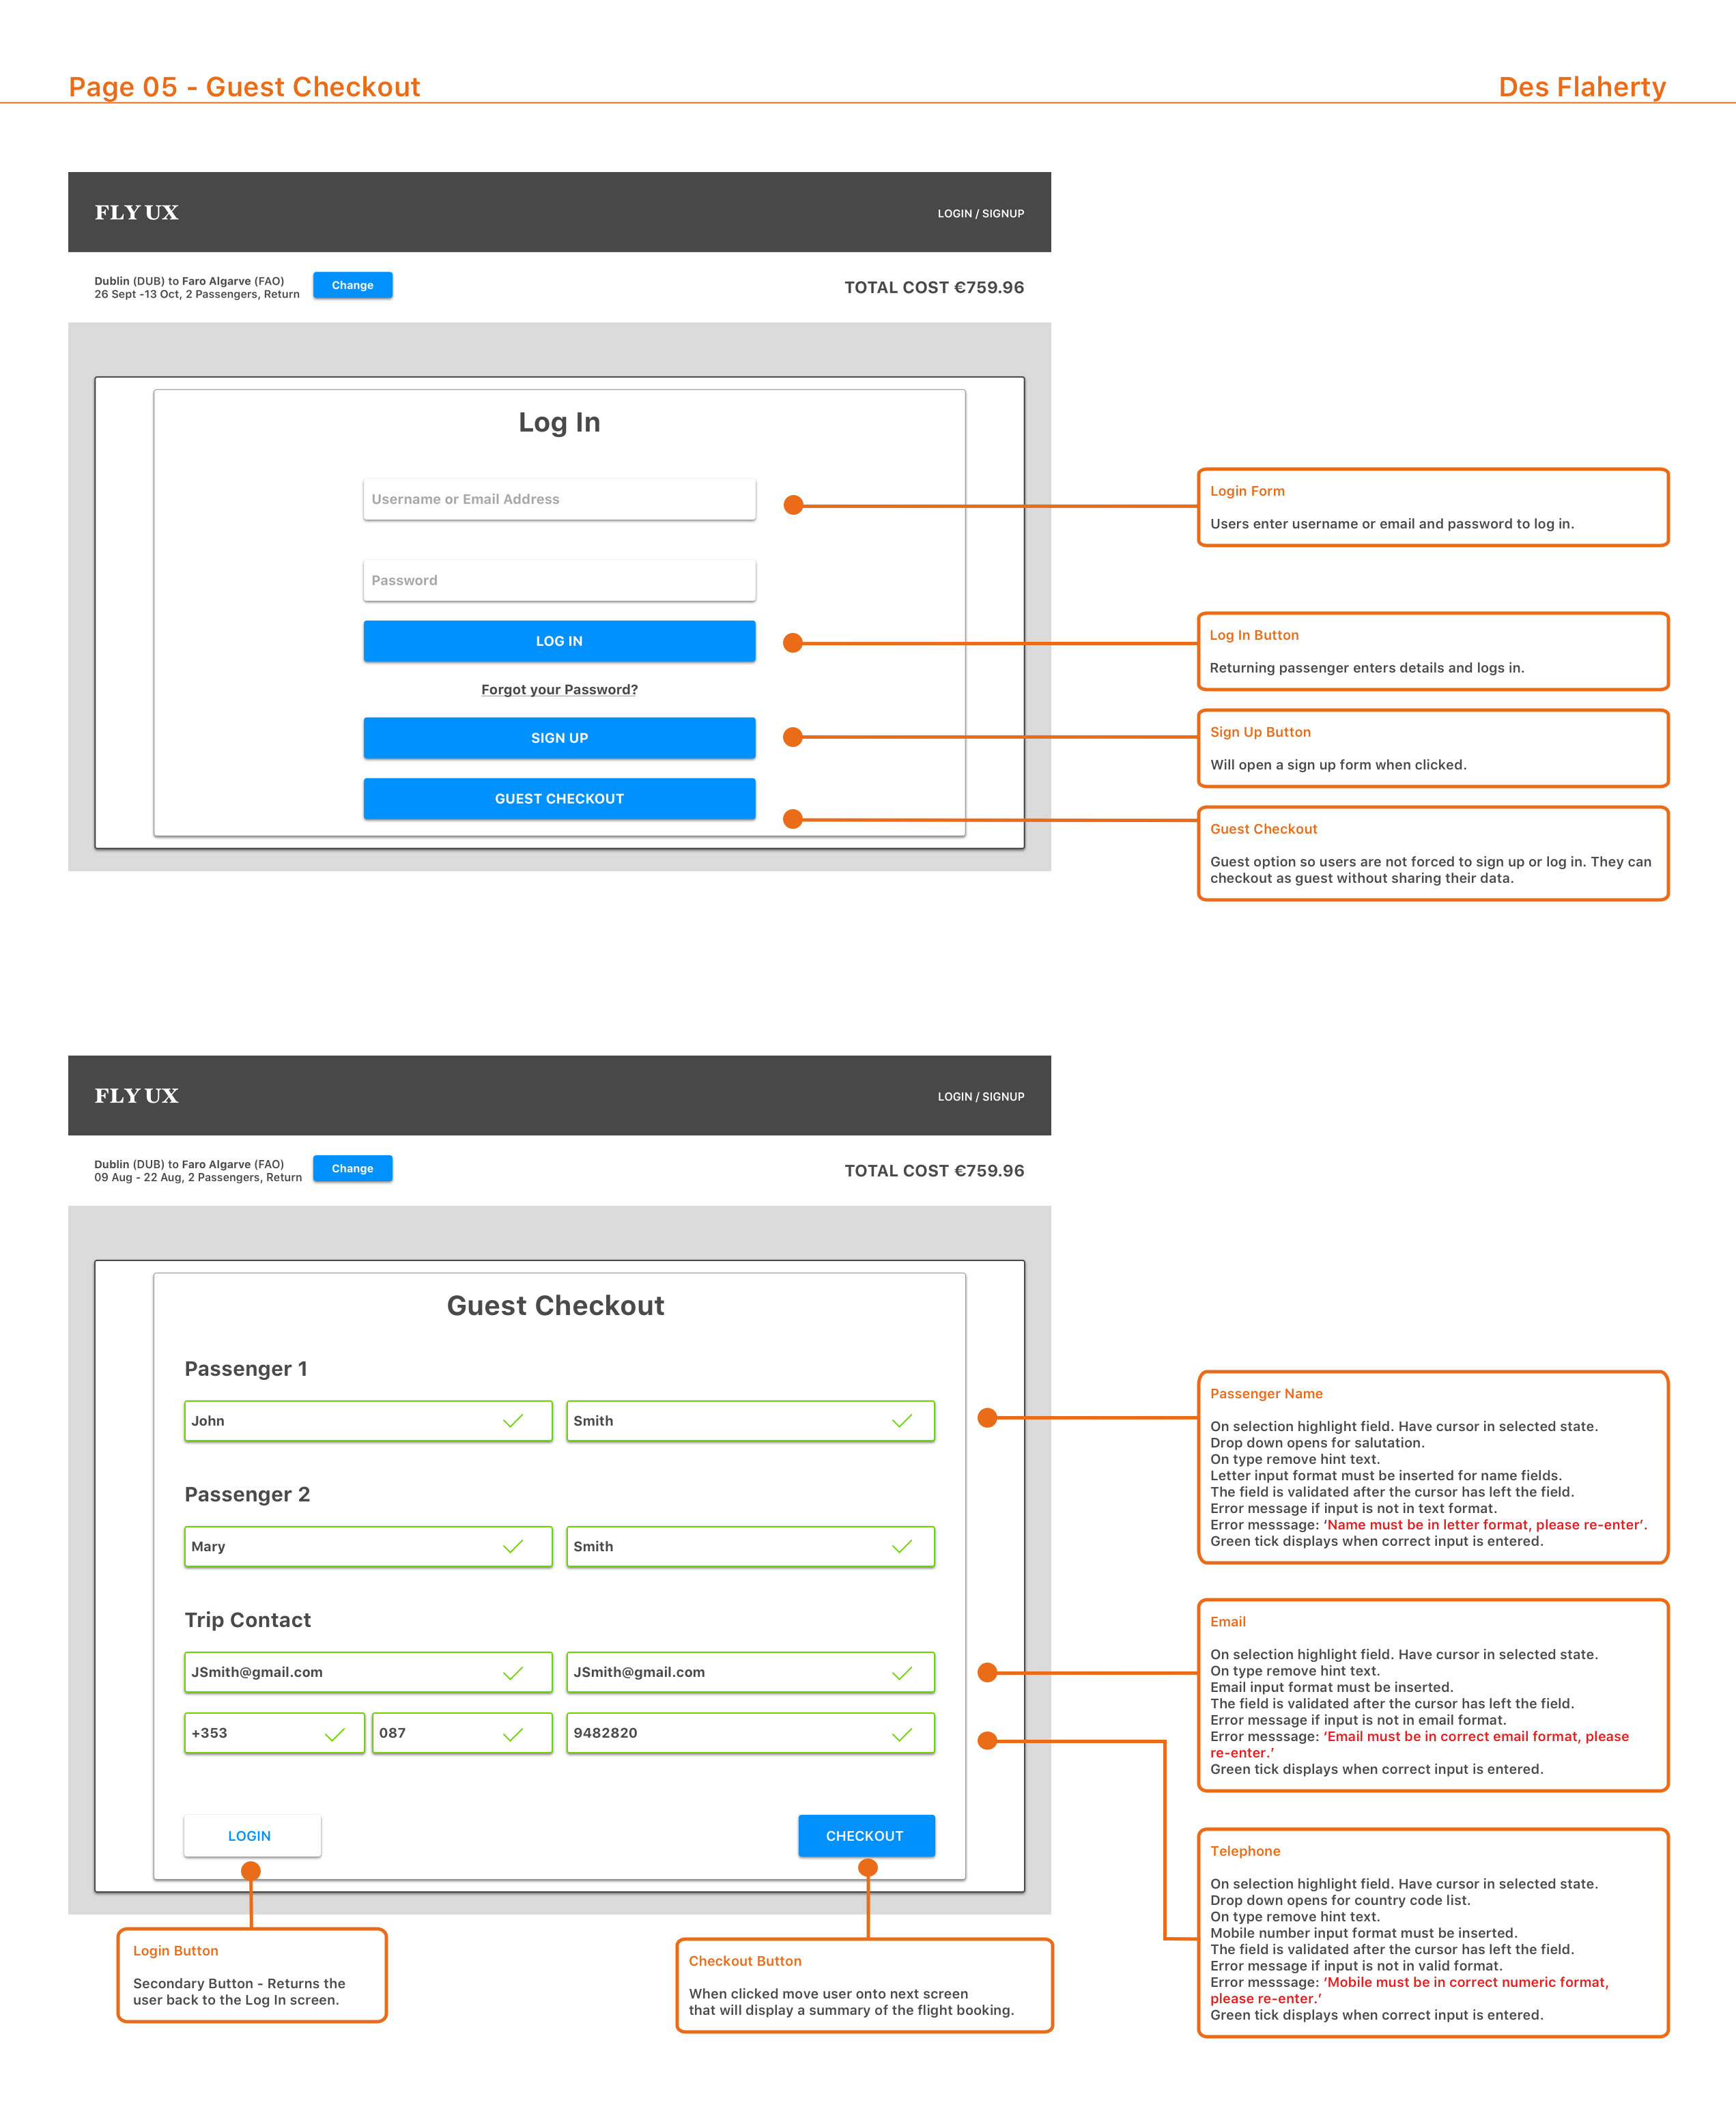 Page 05 - Guest Checkout
Des Flaherty
FLY UX
LOGIN / SIGNUP
Dublin (DUB) to Faro Algarve (FAO)
26 Sept -13 Oct, 2 Passengers, Return
Change
TOTAL COST €759.96
Log In
Username or Email Address
Password
LOG IN
Forgot your Password?
SIGN UP
GUEST CHECKOUT
Login Form
Users enter username or email and password to log in.
Log In Button
Returning passenger enters details and logs in.
Sign Up Button
Will open a sign up form when clicked.
Guest Checkout
Guest option so users are not forced to sign up or log in. They can
checkout as guest without sharing their data.
FLY UX
LOGIN / SIGNUP
Dublin (DUB) to Faro Algarve (FAO)
09 Aug - 22 Aug, 2 Passengers, Return
Change
TOTAL COST €759.96
Guest Checkout
Passenger 1
John
Smith
Passenger 2
Mary
Smith
Trip Contact
JSmith@gmail.com
JSmith@gmail.com
+353
087
9482820
LOGIN
CHECKOUT
Passenger Name
On selection highlight field. Have cursor in selected state.
Drop down opens for salutation.
On type remove hint text.
Letter input format must be inserted for name fields.
The field is validated after the cursor has left the field.
Error message if input is not in text format.
Error messsage: ‘Name must be in letter format, please re-enter’.
Green tick displays when correct input is entered.
Email
On selection highlight field. Have cursor in selected state.
On type remove hint text.
Email input format must be inserted.
The field is validated after the cursor has left the field.
Error message if input is not in email format.
Error messsage: ‘Email must be in correct email format, please
re-enter.’
Green tick displays when correct input is entered.
Telephone
On selection highlight field. Have cursor in selected state.
Drop down opens for country code list.
On type remove hint text.
Mobile number input format must be inserted.
The field is validated after the cursor has left the field.
Error message if input is not in valid format.
Error messsage: ‘Mobile must be in correct numeric format,
please re-enter.’
Green tick displays when correct input is entered.
Login Button
Secondary Button - Returns the
user back to the Log In screen.
Checkout Button
When clicked move user onto next screen
that will display a summary of the flight booking.